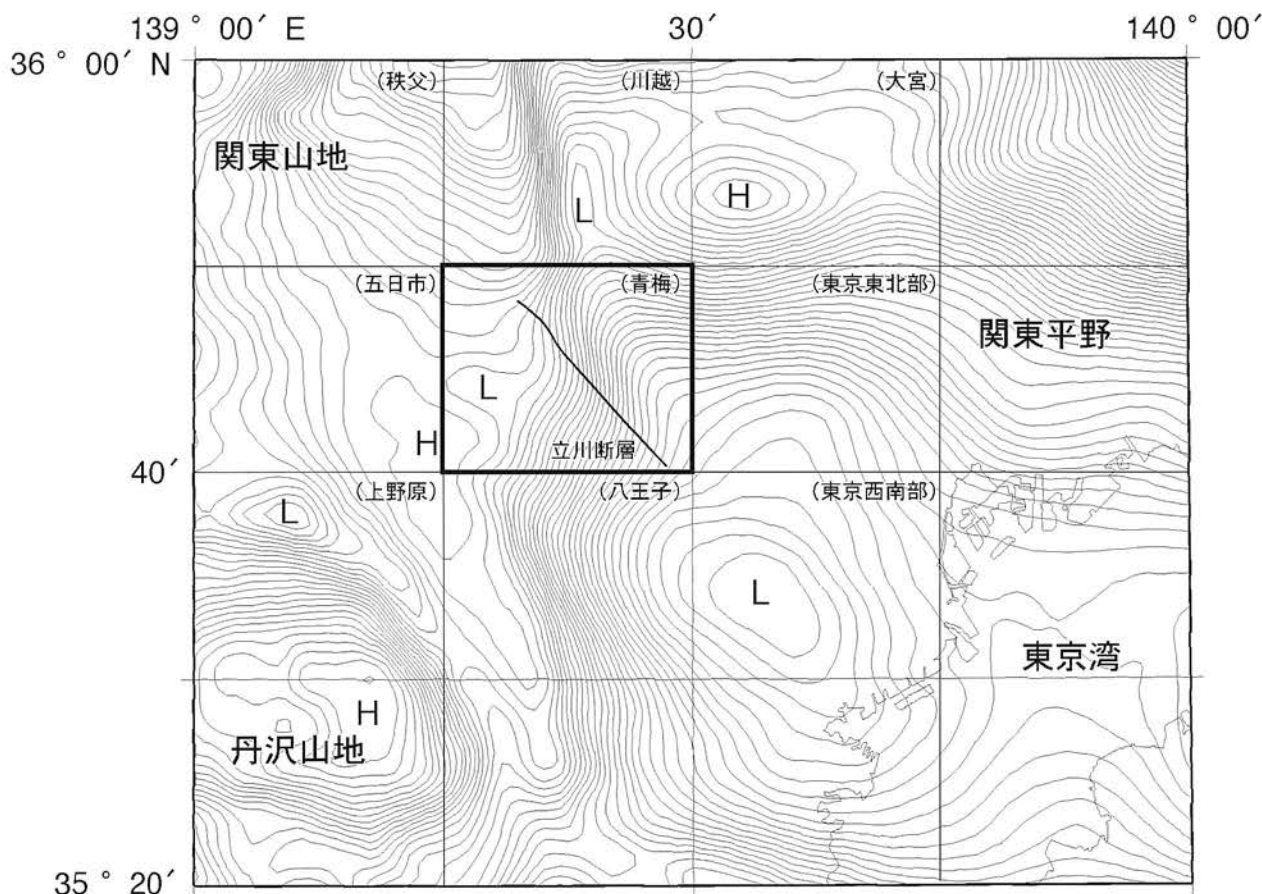 139° 00′ E
30′
140° 00′
36° 00′ N
(秩父)
(川越)
(大宮)
関東山地
L
H
(五日市)
(青梅)
(東京東北部)
関東平野
L
H
立川断層
40′
(上野原)
(八王子)
(東京西南部)
L
L
東京湾
H
丹沢山地
35° 20′